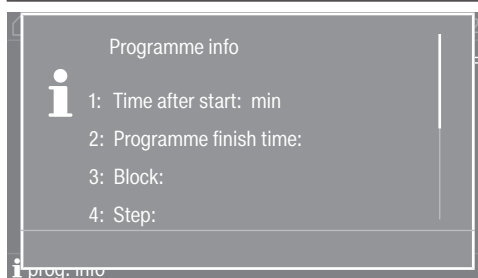 Programme info
1: Time after start: min
2: Programme finish time:
3: Block:
4: Step:
prog. info